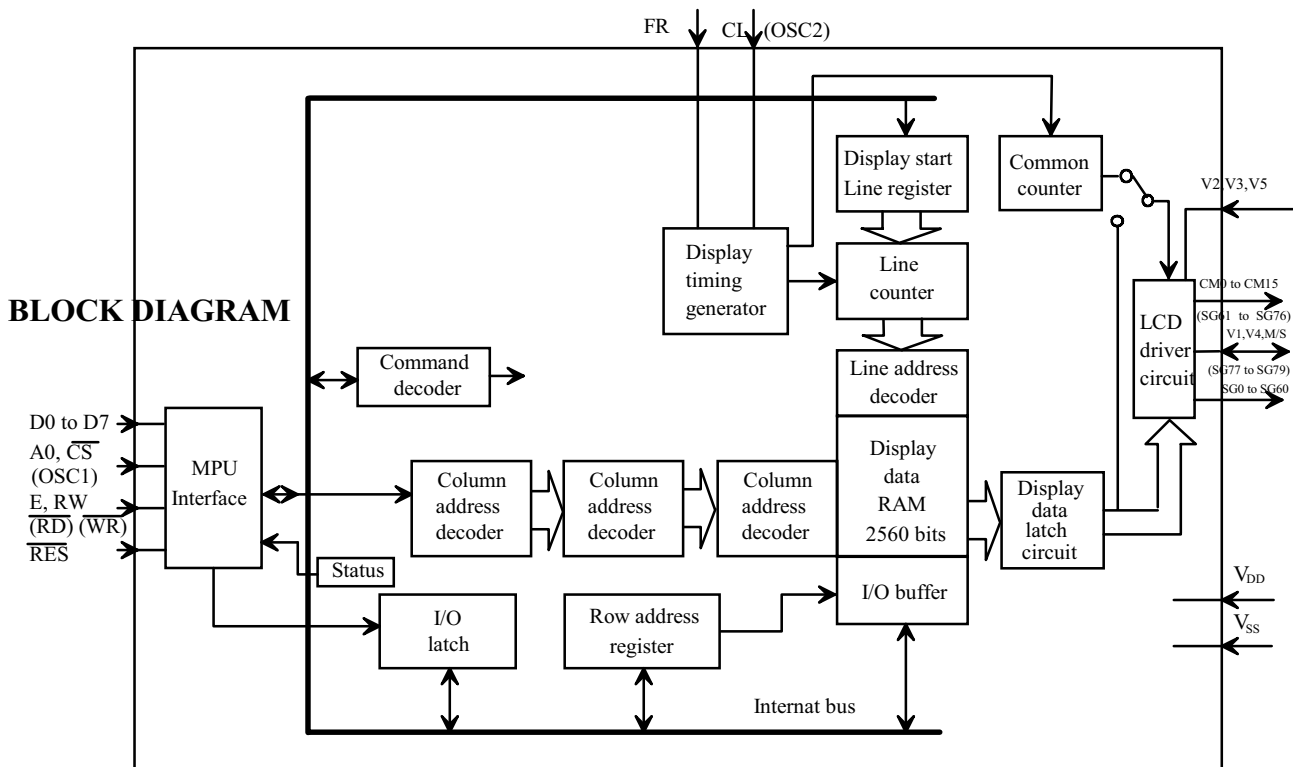 FR
CL (OSC2)
Display start
Line register
Common
counter
V2,V3,V5
Display
timing
generator
Line
counter
BLOCK DIAGRAM
CM0 to CM15
(SG61 to SG76)
V1,V4,M/S
(SG77 to SG79)
SG0 to SG60
LCD
driver
circuit
Command
decoder
Line address
decoder
D0 to D7
A0, C̅S̅
(OSC1)
E, RW
(R̅D̅) (W̅R̅)
R̅E̅S̅
MPU
Interface
Column
address
decoder
Column
address
decoder
Column
address
decoder
Display
data
RAM
2560 bits
Display
data
latch
circuit
Status
I/O buffer
I/O
latch
Row address
register
VDD
VSS
Internat bus